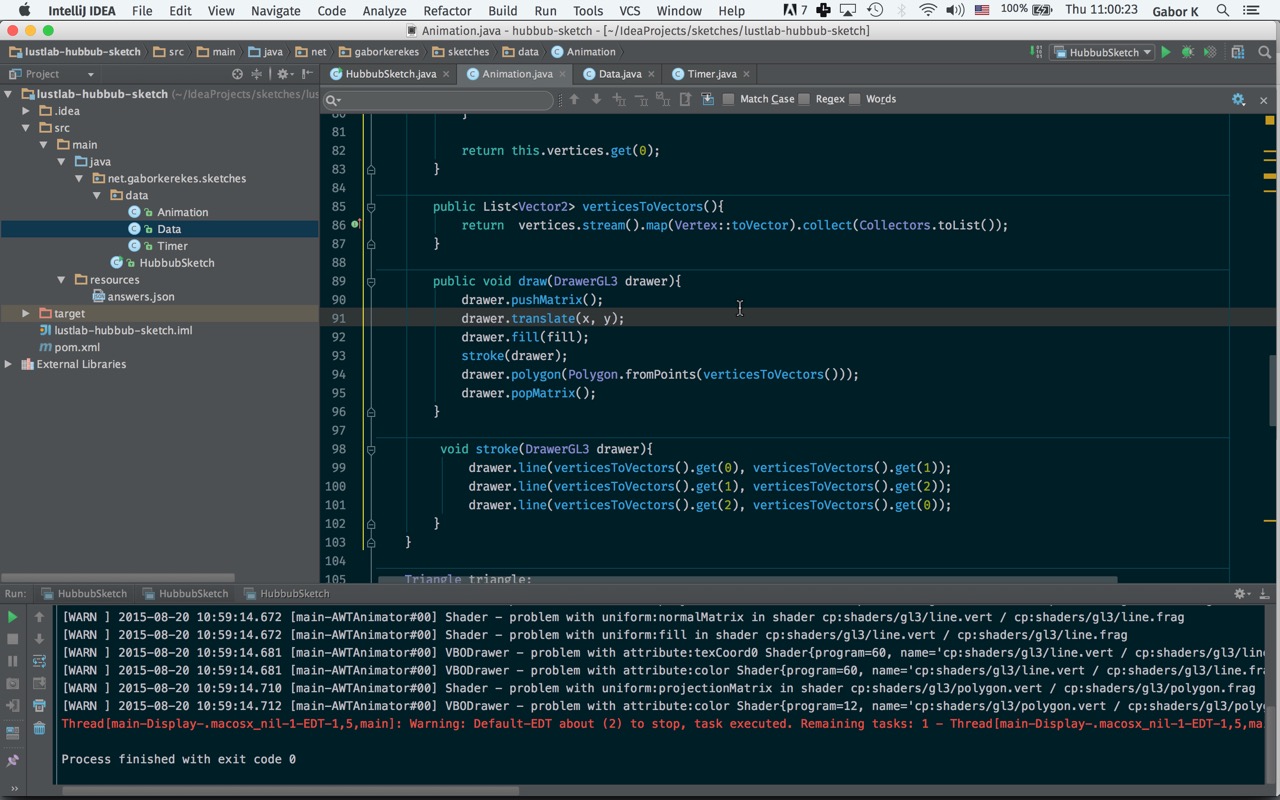 IntelliJ IDEA File Edit View Navigate Code Analyze Refactor Build Run Tools VCS Window Help 7 100% Thu 11:00:23 Gabor K
Animation.java - hubbub-sketch - [~/IdeaProjects/sketches/lustlab-hubbub-sketch]
lustlab-hubbub-sketch src main java net gaborkerekes sketches data Animation HubbubSketch
Project HubbubSketch.java Animation.java Data.java Timer.java
lustlab-hubbub-sketch (~/IdeaProjects/sketches/lus
Match Case Regex Words
.idea
src
main
java
net.gaborkerekes.sketches
data
Animation
Data
Timer
HubbubSketch
resources
answers.json
target
lustlab-hubbub-sketch.iml
pom.xml
External Libraries
80 }
81
82 return this.vertices.get(0);
83 }
84
85 public List<Vector2> verticesToVectors(){
86 return  vertices.stream().map(Vertex::toVector).collect(Collectors.toList());
87 }
88
89 public void draw(DrawerGL3 drawer){
90 drawer.pushMatrix();
91 drawer.translate(x, y);
92 drawer.fill(fill);
93 stroke(drawer);
94 drawer.polygon(Polygon.fromPoints(verticesToVectors()));
95 drawer.popMatrix();
96 }
97
98 void stroke(DrawerGL3 drawer){
99 drawer.line(verticesToVectors().get(0), verticesToVectors().get(1));
100 drawer.line(verticesToVectors().get(1), verticesToVectors().get(2));
101 drawer.line(verticesToVectors().get(2), verticesToVectors().get(0));
102 }
103 }
104
105 Triangle triangle;
Run: HubbubSketch HubbubSketch HubbubSketch
[WARN ] 2015-08-20 10:59:14.672 [main-AWTAnimator#00] Shader – problem with uniform:normalMatrix in shader cp:shaders/gl3/line.vert / cp:shaders/gl3/line.frag
[WARN ] 2015-08-20 10:59:14.672 [main-AWTAnimator#00] Shader – problem with uniform:fill in shader cp:shaders/gl3/line.vert / cp:shaders/gl3/line.frag
[WARN ] 2015-08-20 10:59:14.681 [main-AWTAnimator#00] VBODrawer – problem with attribute:texCoord0 Shader{program=60, name='cp:shaders/gl3/line.vert / cp:shaders/gl3/line
[WARN ] 2015-08-20 10:59:14.681 [main-AWTAnimator#00] VBODrawer – problem with attribute:color Shader{program=60, name='cp:shaders/gl3/line.vert / cp:shaders/gl3/line.fra
[WARN ] 2015-08-20 10:59:14.710 [main-AWTAnimator#00] Shader – problem with uniform:projectionMatrix in shader cp:shaders/gl3/polygon.vert / cp:shaders/gl3/polygon.frag
[WARN ] 2015-08-20 10:59:14.712 [main-AWTAnimator#00] VBODrawer – problem with attribute:color Shader{program=12, name='cp:shaders/gl3/polygon.vert / cp:shaders/gl3/polyg
Thread[main-Display-.macosx_nil-1-EDT-1,5,main]: Warning: Default-EDT about (2) to stop, task executed. Remaining tasks: 1 – Thread[main-Display-.macosx_nil-1-EDT-1,5,ma
Process finished with exit code 0